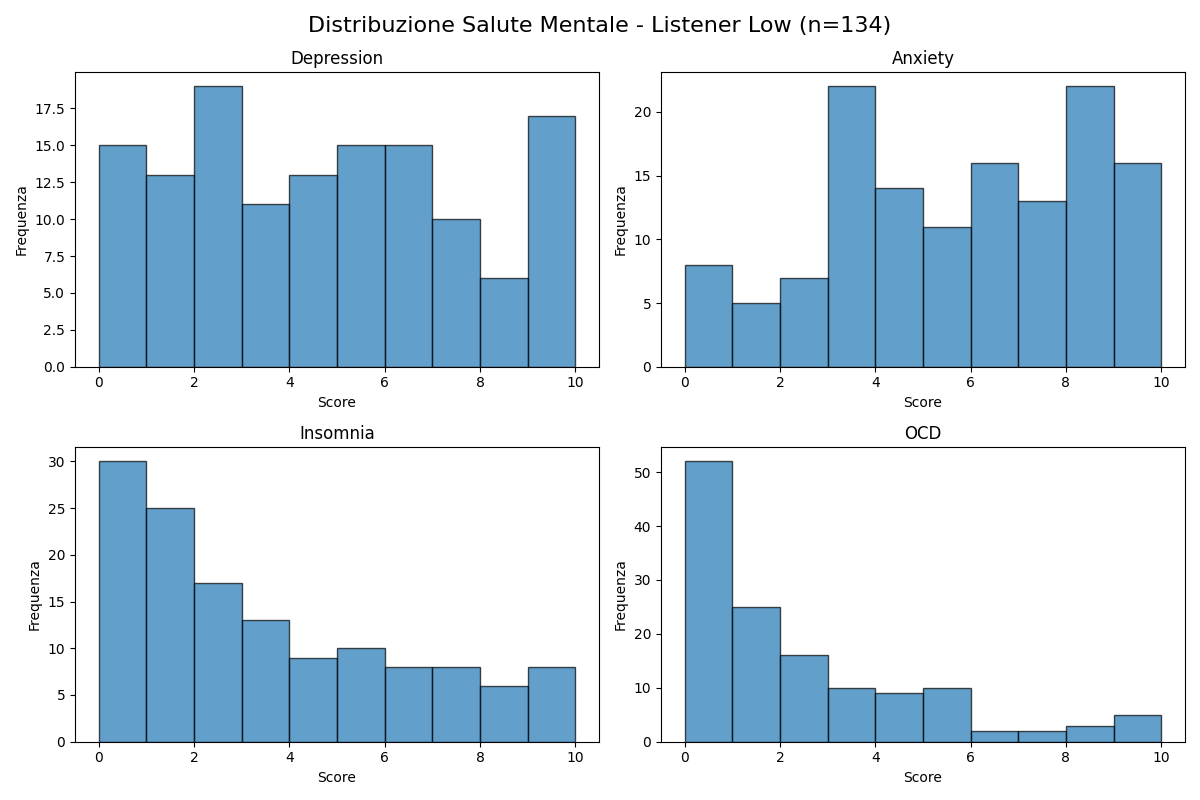 Distribuzione Salute Mentale - Listener Low (n=134)
Depression
Anxiety
17.5
15.0
12.5
10.0
7.5
5.0
2.5
0.0
Frequenza
0 2 4 6 8 10
Score
20
15
10
5
0
Frequenza
0 2 4 6 8 10
Score
Insomnia
OCD
30
25
20
15
10
5
0
Frequenza
0 2 4 6 8 10
Score
50
40
30
20
10
0
Frequenza
0 2 4 6 8 10
Score